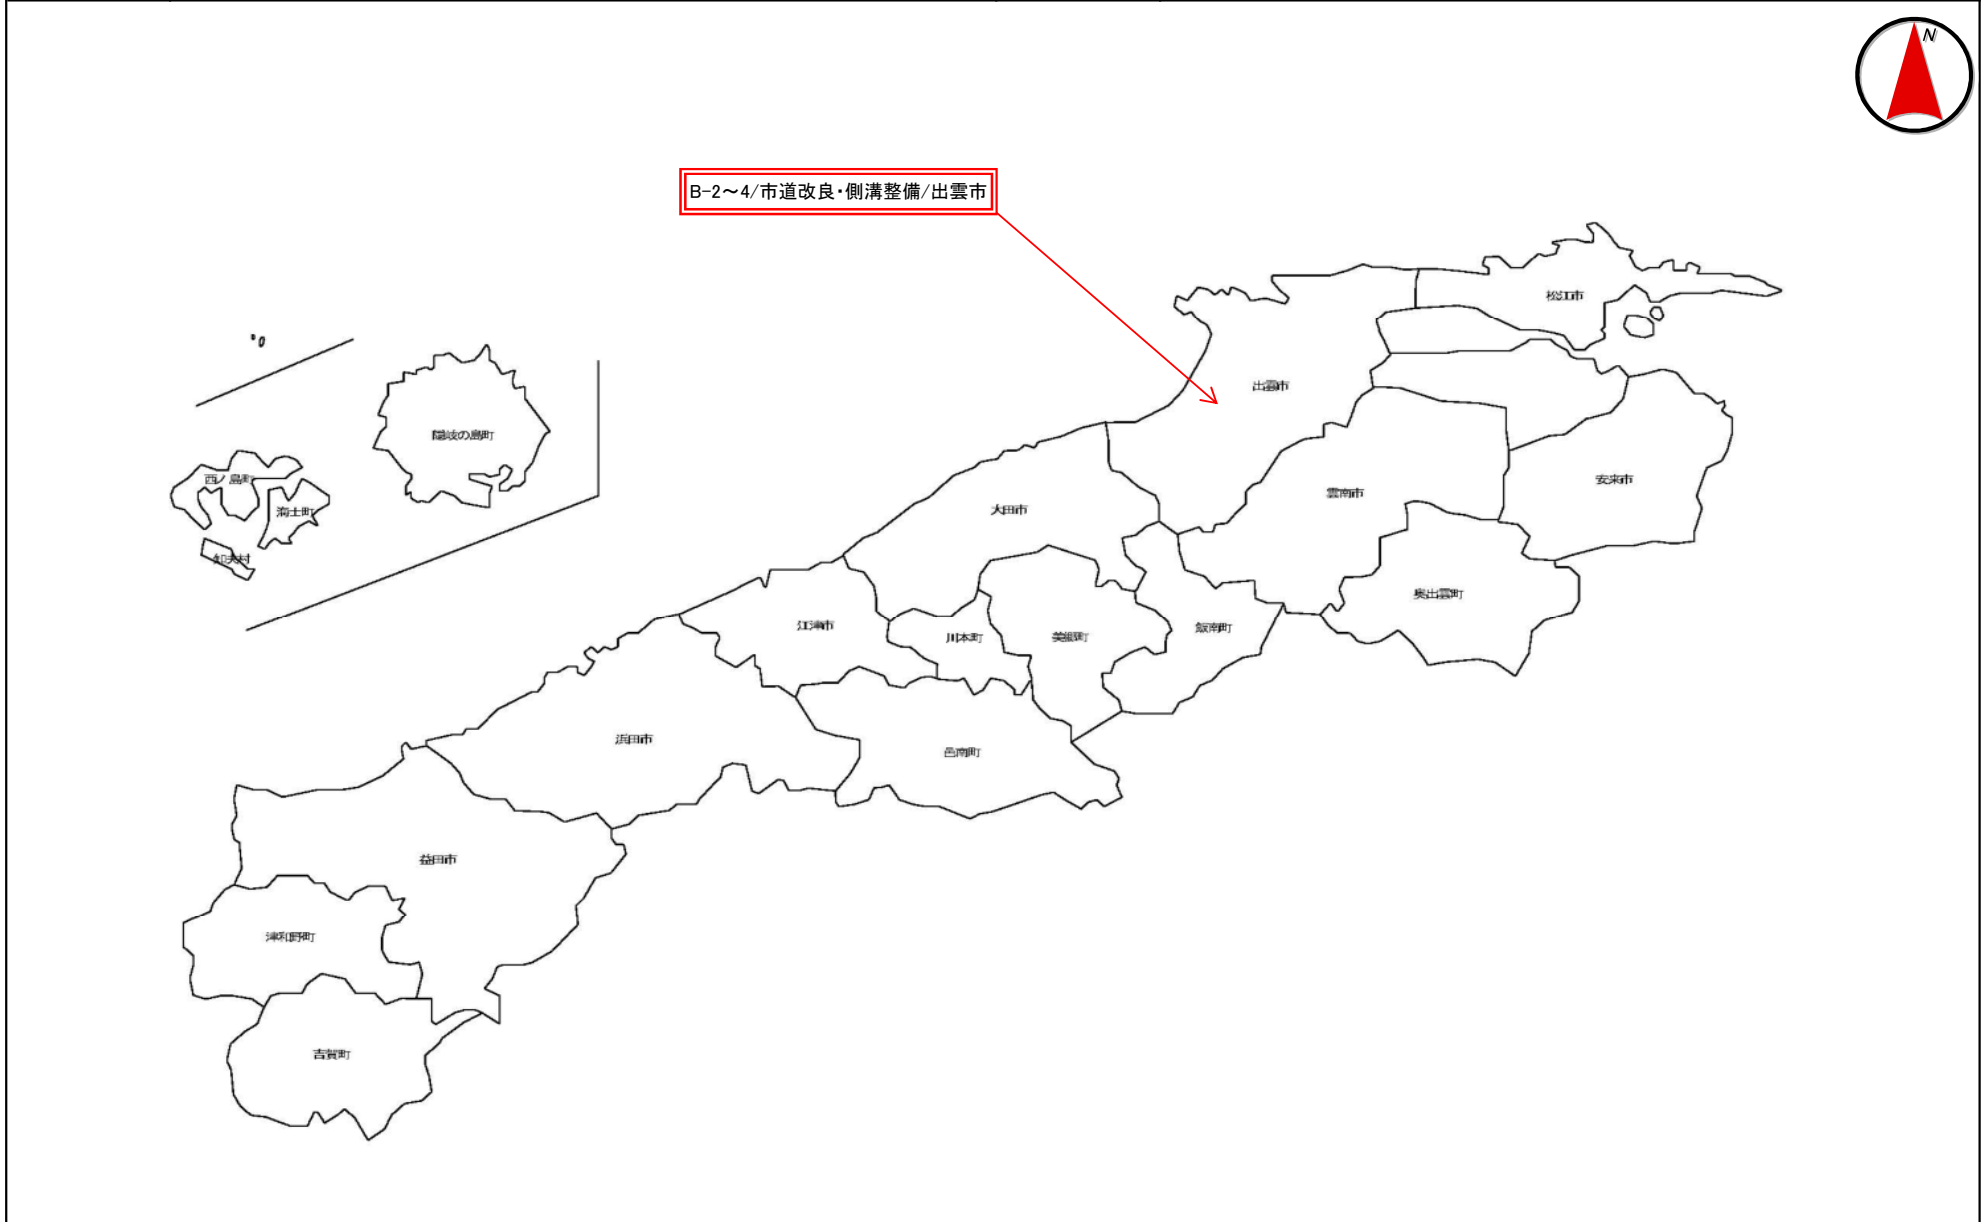 N
B-2～4/市道改良・側溝整備/出雲市
松江市
出雲市
隠岐の島町
西ノ島町
海士町
知夫村
安来市
雲南市
大田市
奥出雲町
江津市
川本町
美郷町
飯南町
浜田市
邑南町
益田市
津和野町
吉賀町